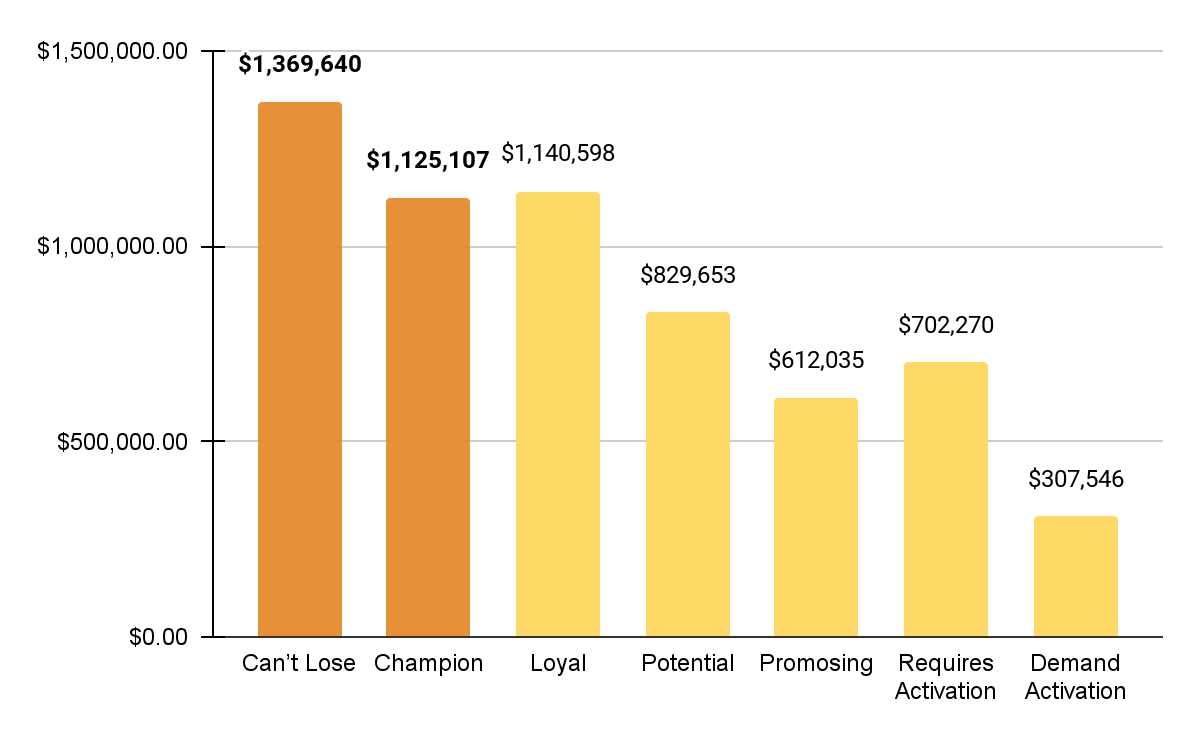 $1,500,000.00
$1,000,000.00
$500,000.00
$0.00
$1,369,640
$1,125,107
$1,140,598
$829,653
$612,035
$702,270
$307,546
Can’t Lose
Champion
Loyal
Potential
Promosing
Requires
Activation
Demand
Activation